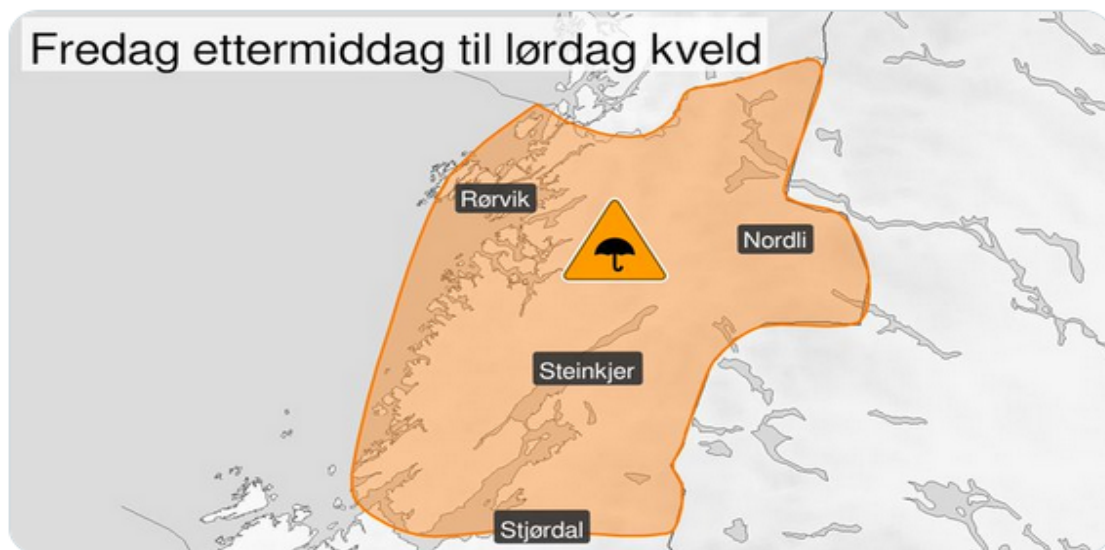 Fredag ettermiddag til lørdag kveld
Rørvik
Nordli
Steinkjer
Stjørdal